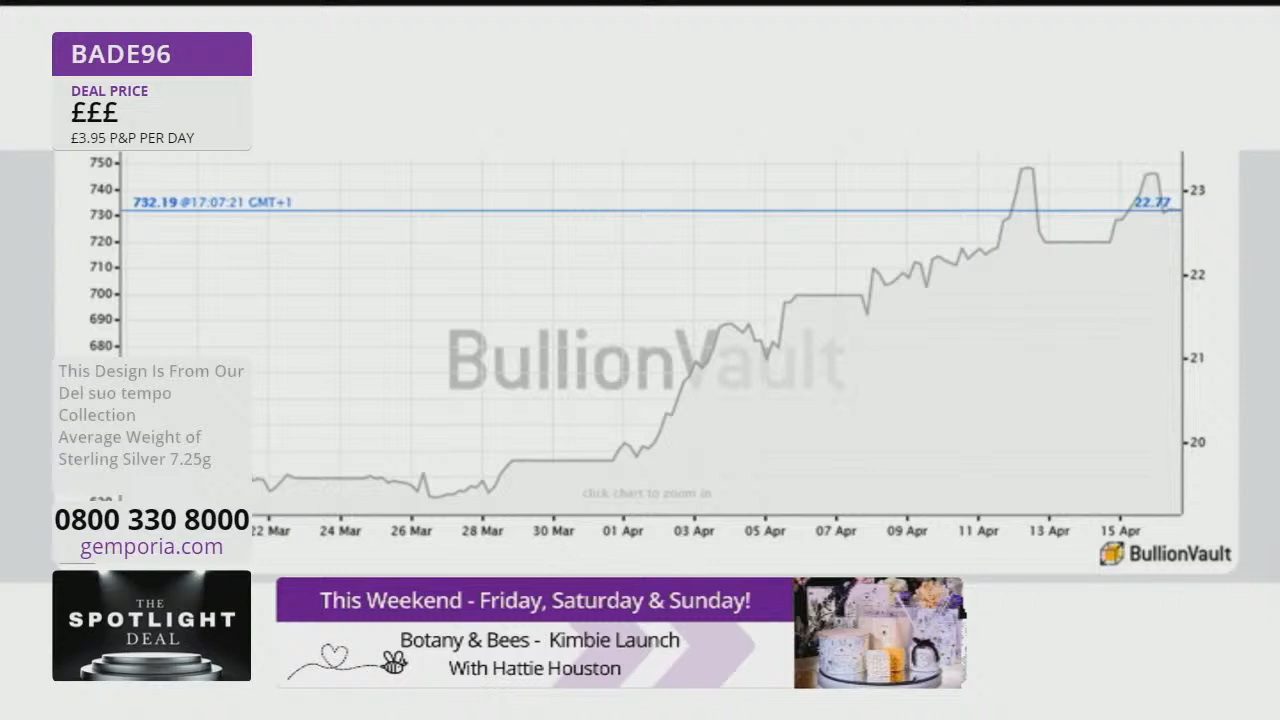 BADE96
DEAL PRICE
£££
£3.95 P&P PER DAY
750
740
730
720
710
700
690
680
732.19 @17:07:21 GMT+1
22.77
23
22
21
20
BullionVault
This Design Is From Our
Del suo tempo
Collection
Average Weight of
Sterling Silver 7.25g
click chart to zoom in
0800 330 8000
gemporia.com
22 Mar 24 Mar 26 Mar 28 Mar 30 Mar 01 Apr 03 Apr 05 Apr 07 Apr 09 Apr 11 Apr 13 Apr 15 Apr
BullionVault
THE
SPOTLIGHT
DEAL
This Weekend - Friday, Saturday & Sunday!
Botany & Bees - Kimbie Launch
With Hattie Houston